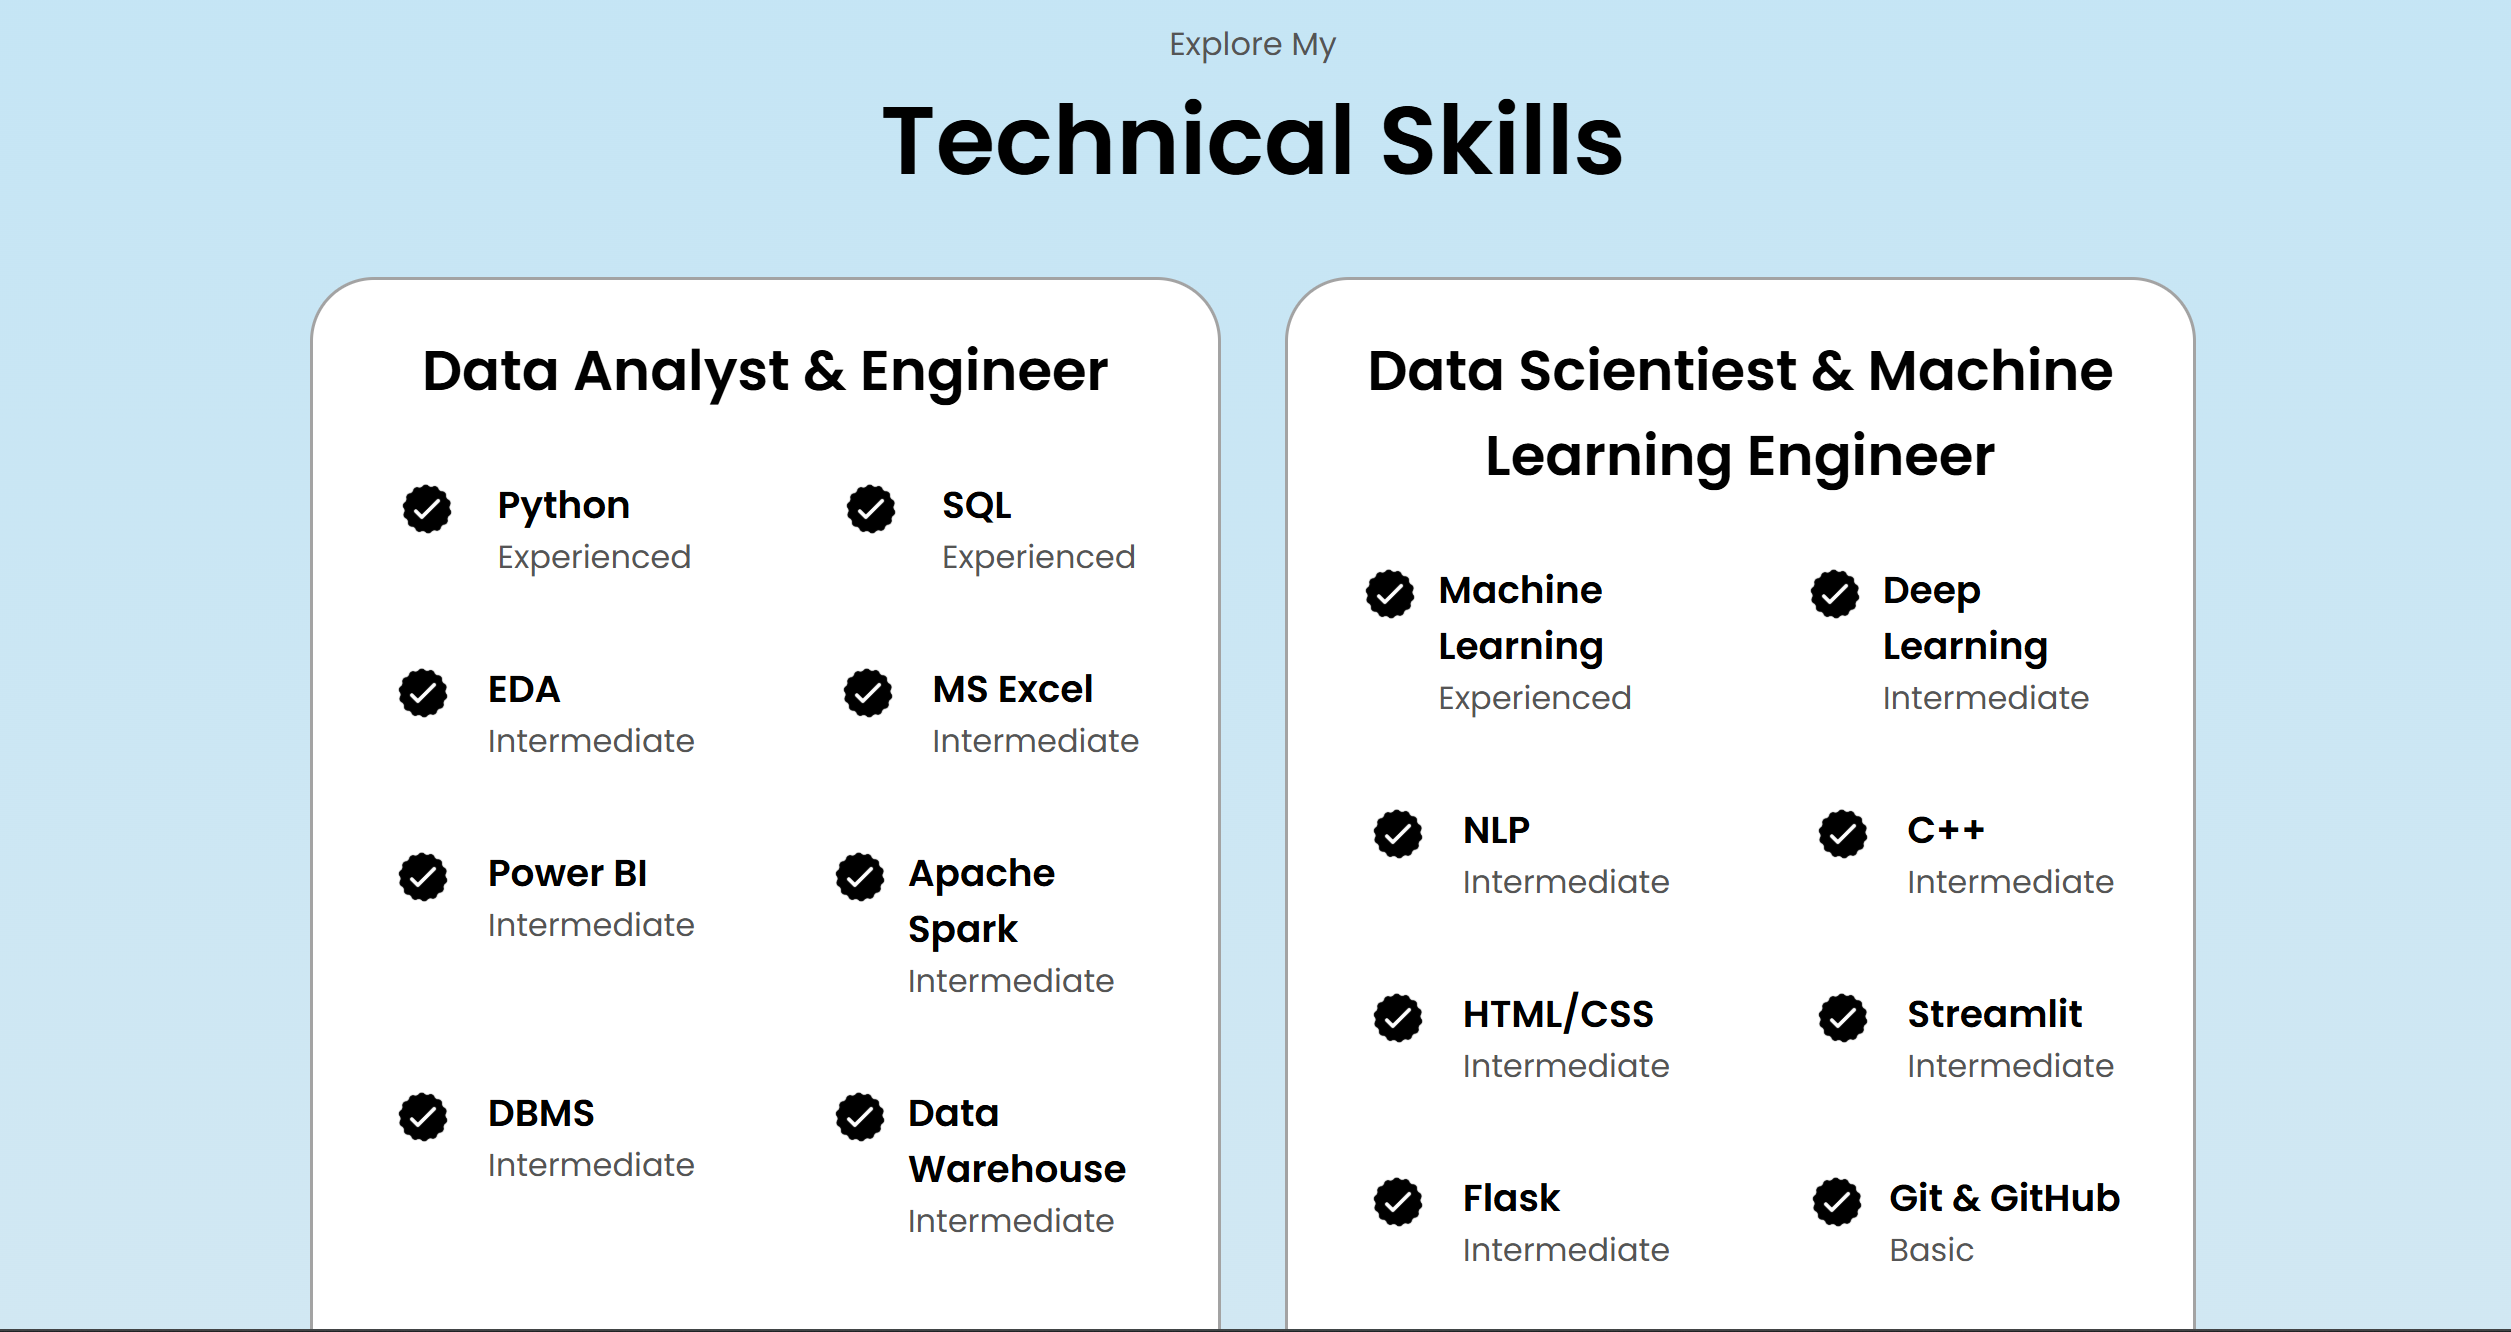 Explore My
Technical Skills
Data Analyst & Engineer
Python
Experienced
SQL
Experienced
EDA
Intermediate
MS Excel
Intermediate
Power BI
Intermediate
Apache
Spark
Intermediate
DBMS
Intermediate
Data
Warehouse
Intermediate
Data Scientiest & Machine
Learning Engineer
Machine
Learning
Experienced
Deep
Learning
Intermediate
NLP
Intermediate
C++
Intermediate
HTML/CSS
Intermediate
Streamlit
Intermediate
Flask
Intermediate
Git & GitHub
Basic